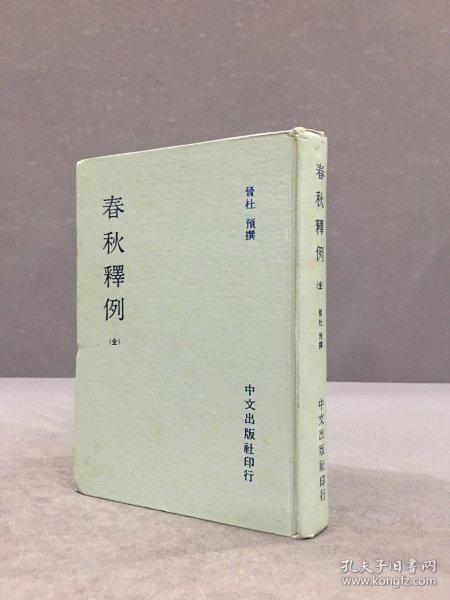 晉杜 預撰
春秋釋例
(全)
中文出版社印行
春秋釋例
(全)
晉杜 預撰
中文出版社印行
孔夫子旧书网
www.kongfz.com